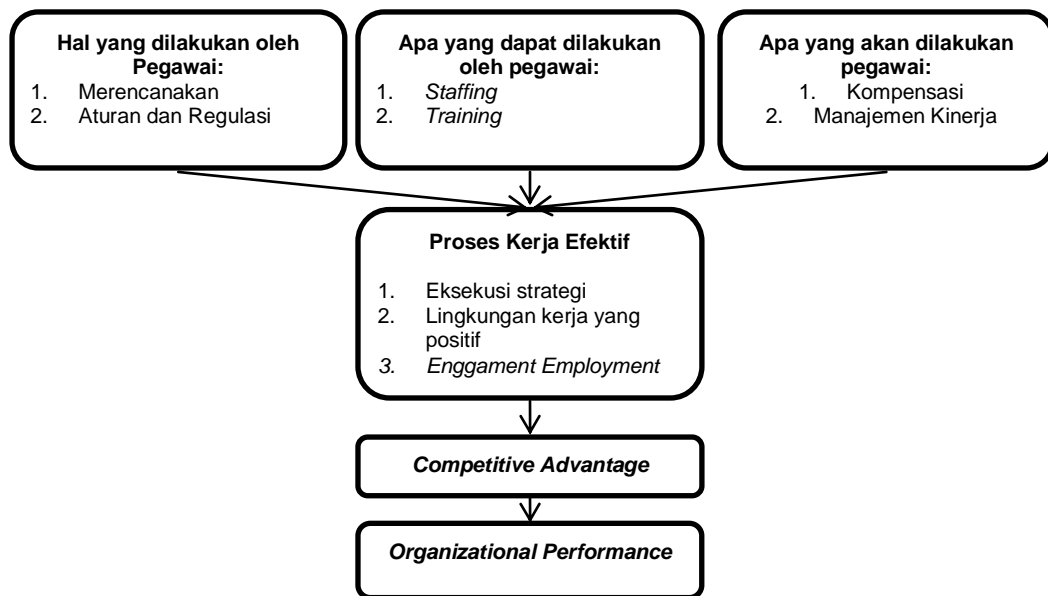 Hal yang dilakukan oleh
Pegawai:
1. Merencanakan
2. Aturan dan Regulasi
Apa yang dapat dilakukan
oleh pegawai:
1. Staffing
2. Training
Apa yang akan dilakukan
pegawai:
1. Kompensasi
2. Manajemen Kinerja
Proses Kerja Efektif
1. Eksekusi strategi
2. Lingkungan kerja yang
positif
3. Enggament Employment
Competitive Advantage
Organizational Performance